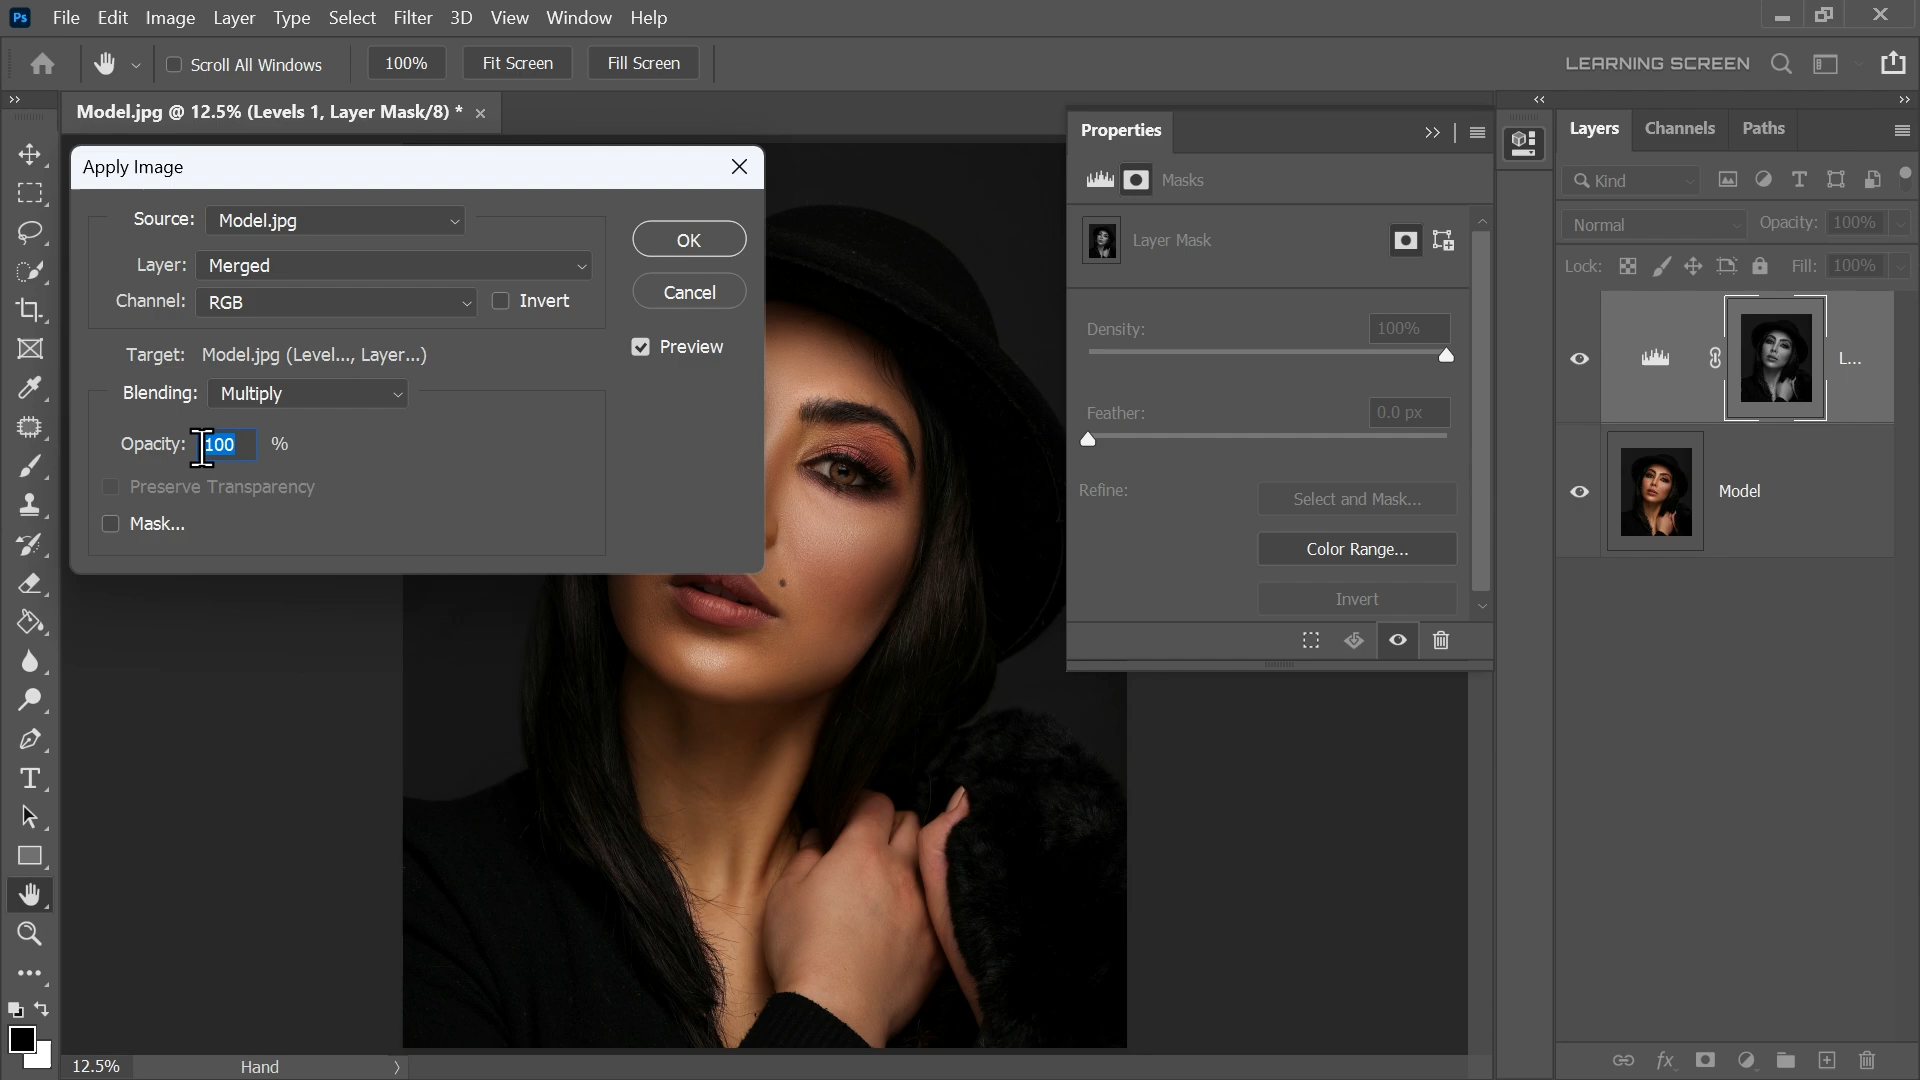 Ps File Edit Image Layer Type Select Filter 3D View Window Help
Scroll All Windows 100% Fit Screen Fill Screen LEARNING SCREEN
Model.jpg @ 12.5% (Levels 1, Layer Mask/8) *
Apply Image
Source: Model.jpg
Layer: Merged
Channel: RGB Invert
Target: Model.jpg (Level..., Layer...)
Blending: Multiply
Opacity: 100 %
Preserve Transparency
Mask...
OK
Cancel
Preview
Properties
Masks
Layer Mask
Density: 100%
Feather: 0.0 px
Refine: Select and Mask...
Color Range...
Invert
Layers Channels Paths
Kind
Normal Opacity: 100%
Lock: Fill: 100%
L...
Model
fx
12.5% Hand